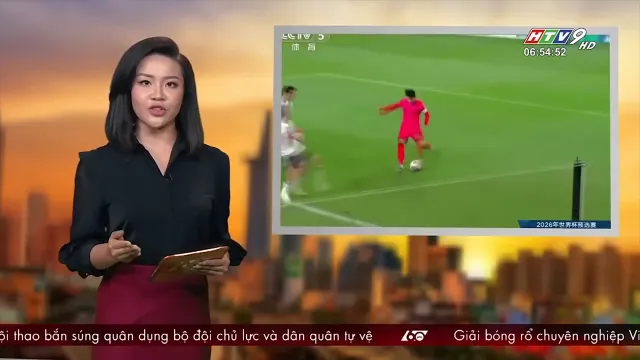 CCTV 5
体育
HTV9 HD
06:54:52
2026年世界杯预选赛
ội thao bắn súng quân dụng bộ đội chủ lực và dân quân tự vệ
60
Giải bóng rổ chuyên nghiệp Vi